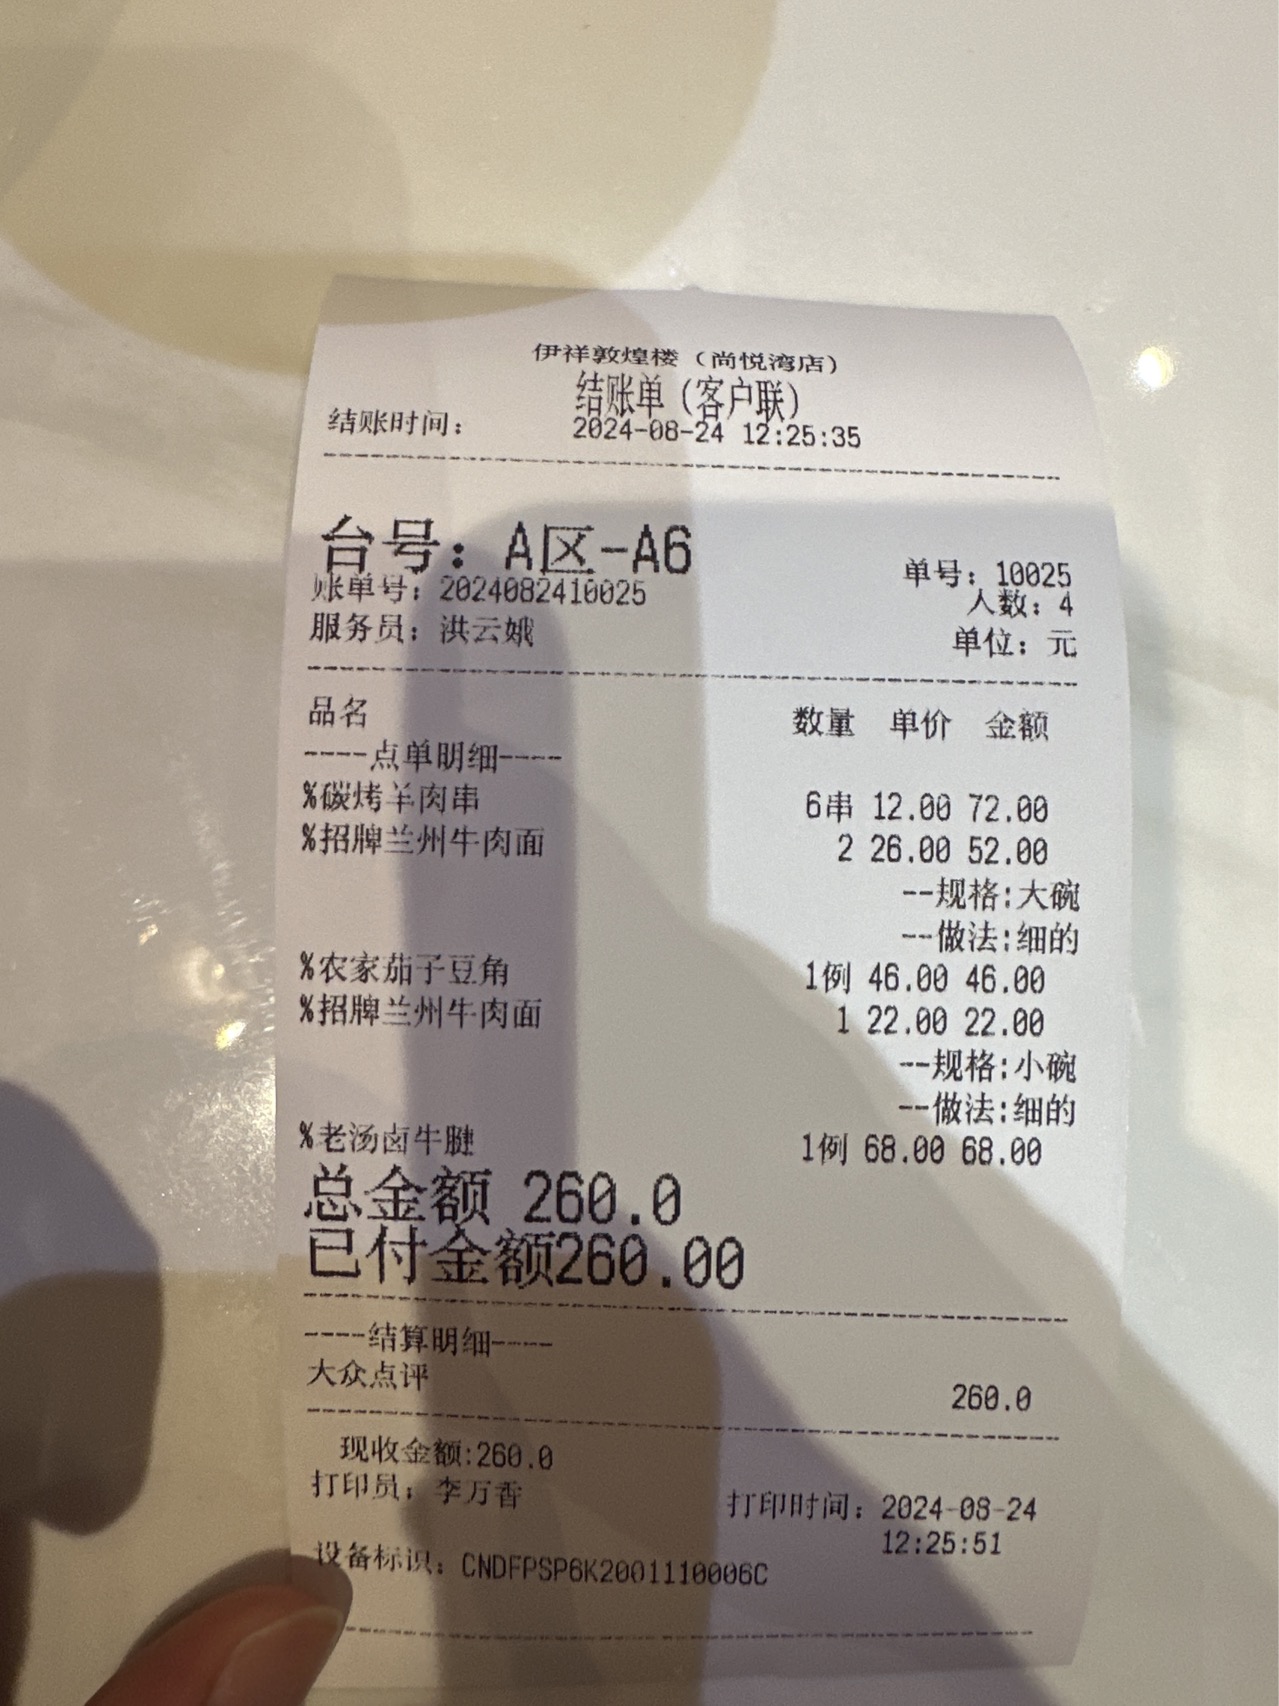 伊祥敦煌楼（尚悦湾店）
结账单（客户联）
结账时间： 2024-08-24 12:25:35
台号：A区-A6
单号：10025
账单号：2024082410025
人数：4
服务员：洪云娥
单位：元
品名 数量 单价 金额
----点单明细----
%碳烤羊肉串 6串 12.00 72.00
%招牌兰州牛肉面 2 26.00 52.00
--规格:大碗
--做法:细的
%农家茄子豆角 1例 46.00 46.00
%招牌兰州牛肉面 1 22.00 22.00
--规格:小碗
--做法:细的
%老汤卤牛腱 1例 68.00 68.00
总金额 260.0
已付金额260.00
----结算明细----
大众点评 260.0
现收金额:260.0
打印员：李万香 打印时间：2024-08-24
12:25:51
设备标识：CNDFPSP6K2001110006C